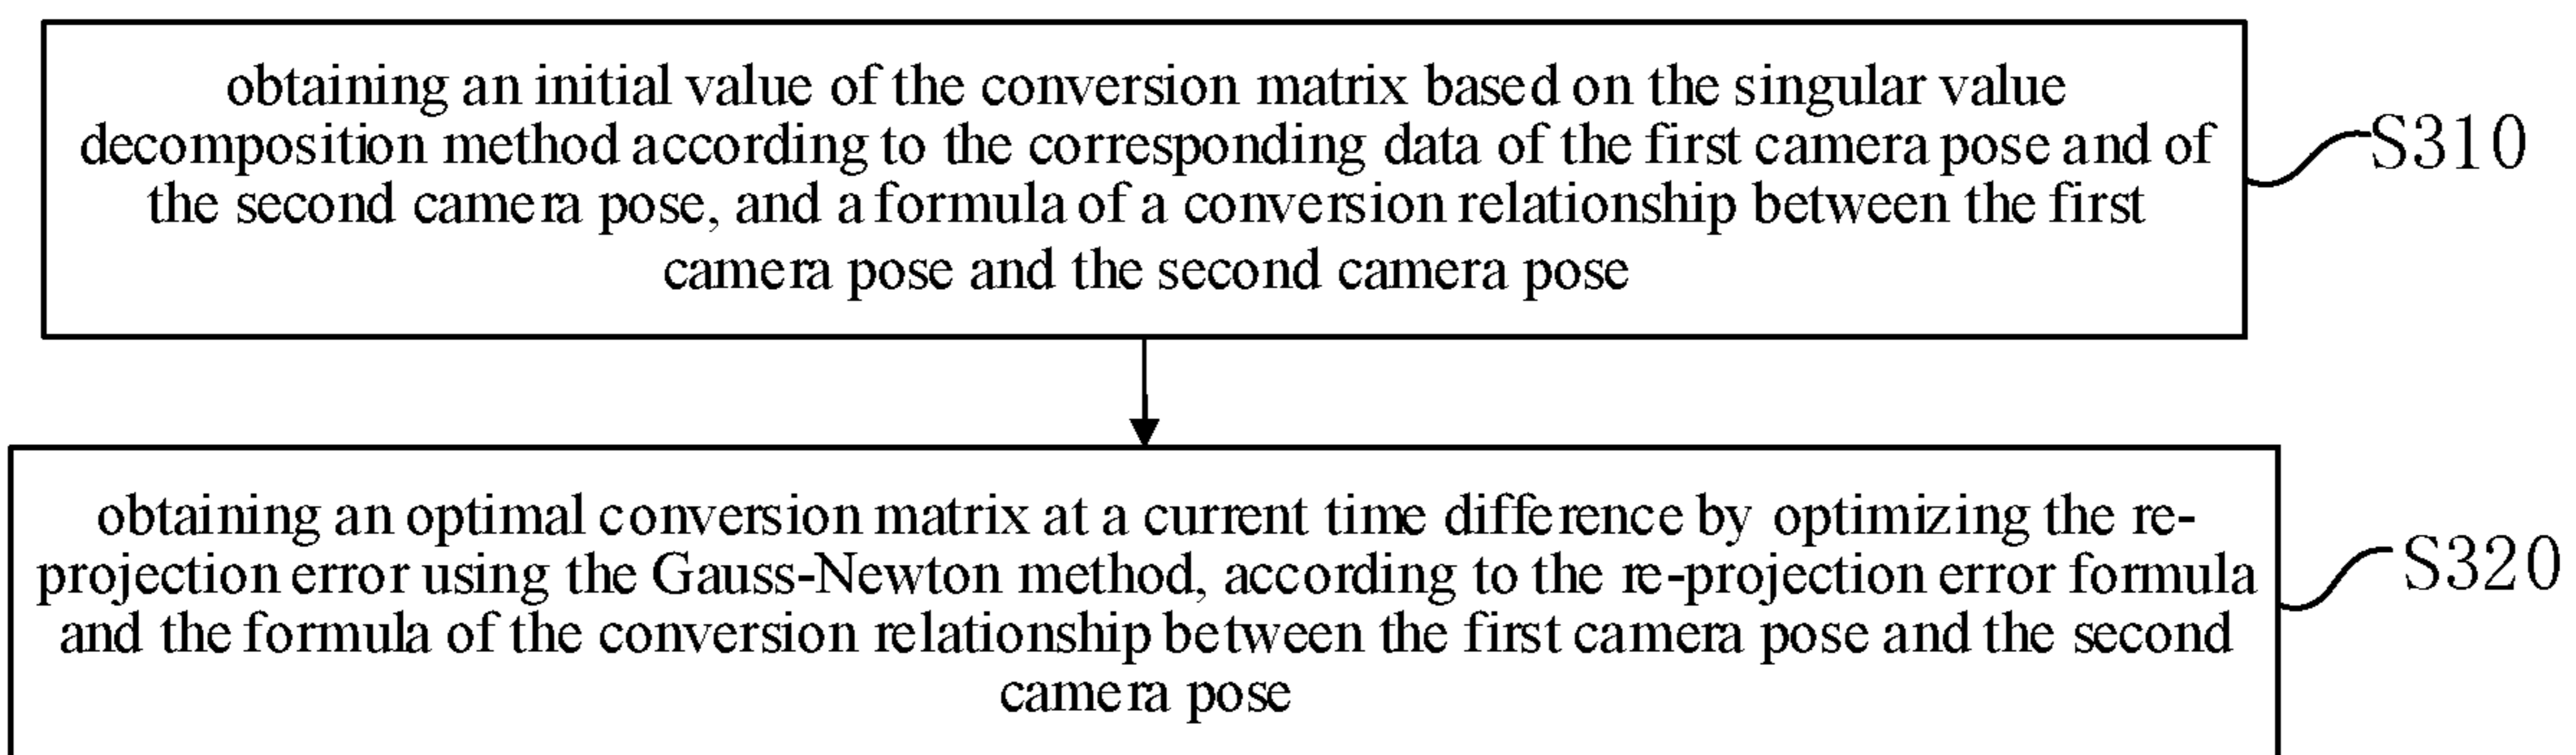 obtaining an initial value of the conversion matrix based on the singular value
decomposition method according to the corresponding data of the first camera pose and of
the second camera pose, and a formula of a conversion relationship between the first
camera pose and the second camera pose
S310
obtaining an optimal conversion matrix at a current time difference by optimizing the re-
projection error using the Gauss-Newton method, according to the re-projection error formula
and the formula of the conversion relationship between the first camera pose and the second
camera pose
S320